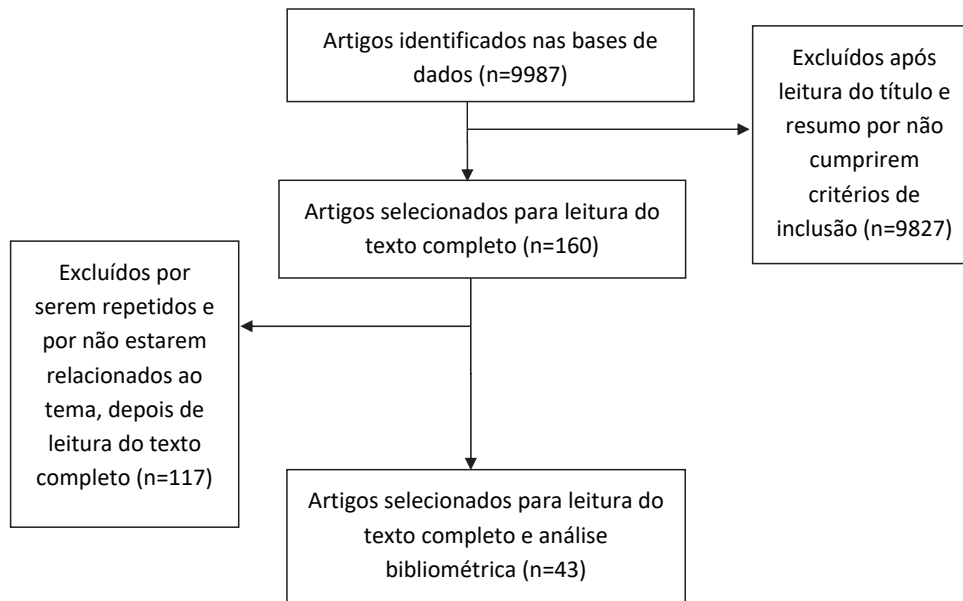 Artigos identificados nas bases de
dados (n=9987)
Excluídos após
leitura do título e
resumo por não
cumprirem
critérios de
inclusão (n=9827)
Artigos selecionados para leitura do
texto completo (n=160)
Excluídos por
serem repetidos e
por não estarem
relacionados ao
tema, depois de
leitura do texto
completo (n=117)
Artigos selecionados para leitura do
texto completo e análise
bibliométrica (n=43)